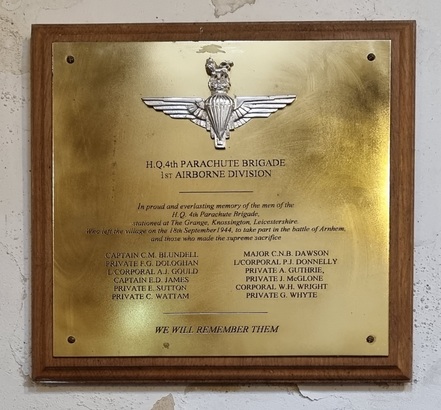 H.Q.4th PARACHUTE BRIGADE
1st AIRBORNE DIVISION
In proud and everlasting memory of the men of the
H.Q. 4th Parachute Brigade,
stationed at The Grange, Knossington, Leicestershire.
Who left the village on the 18th September 1944, to take part in the battle of Arnhem,
and those who made the supreme sacrifice
CAPTAIN C.M. BLUNDELL
PRIVATE F.G. DOLOGHAN
L/CORPORAL A.J. GOULD
CAPTAIN E.D. JAMES
PRIVATE E. SUTTON
PRIVATE C. WATTAM
MAJOR C.N.B. DAWSON
L/CORPORAL P.J. DONNELLY
PRIVATE A. GUTHRIE,
PRIVATE J. McGLONE
CORPORAL W.H. WRIGHT
PRIVATE G. WHYTE
WE WILL REMEMBER THEM